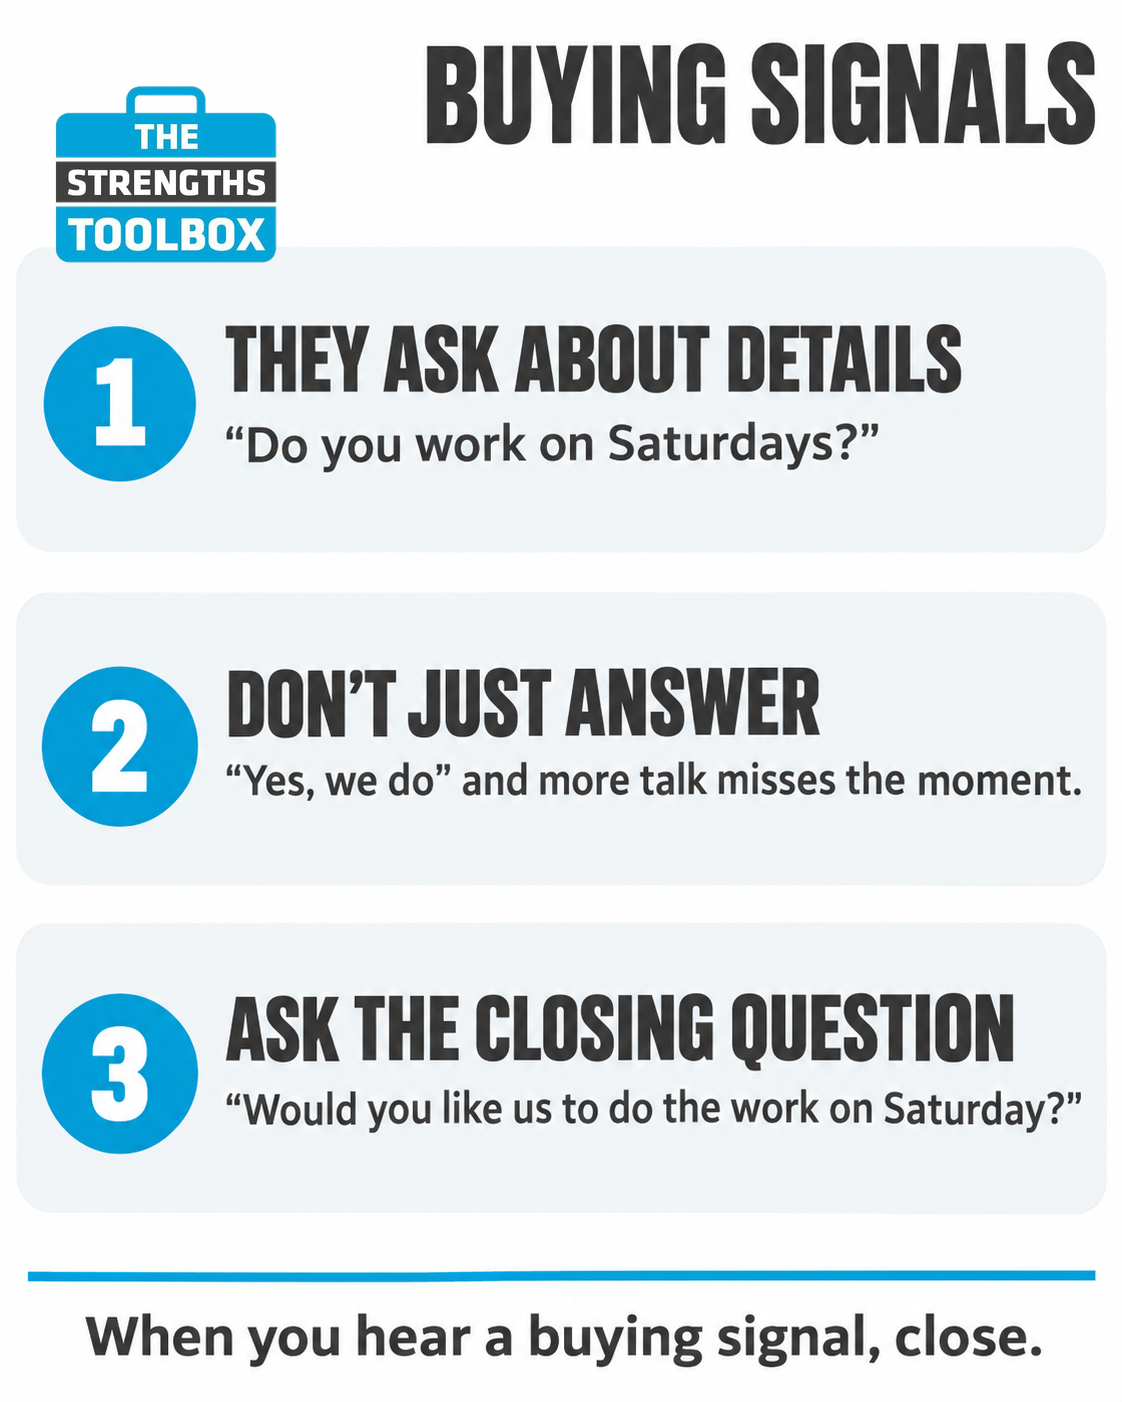 BUYING SIGNALS
THE
STRENGTHS
TOOLBOX
1
THEY ASK ABOUT DETAILS
“Do you work on Saturdays?”
2
DON’T JUST ANSWER
“Yes, we do” and more talk misses the moment.
3
ASK THE CLOSING QUESTION
“Would you like us to do the work on Saturday?”
When you hear a buying signal, close.